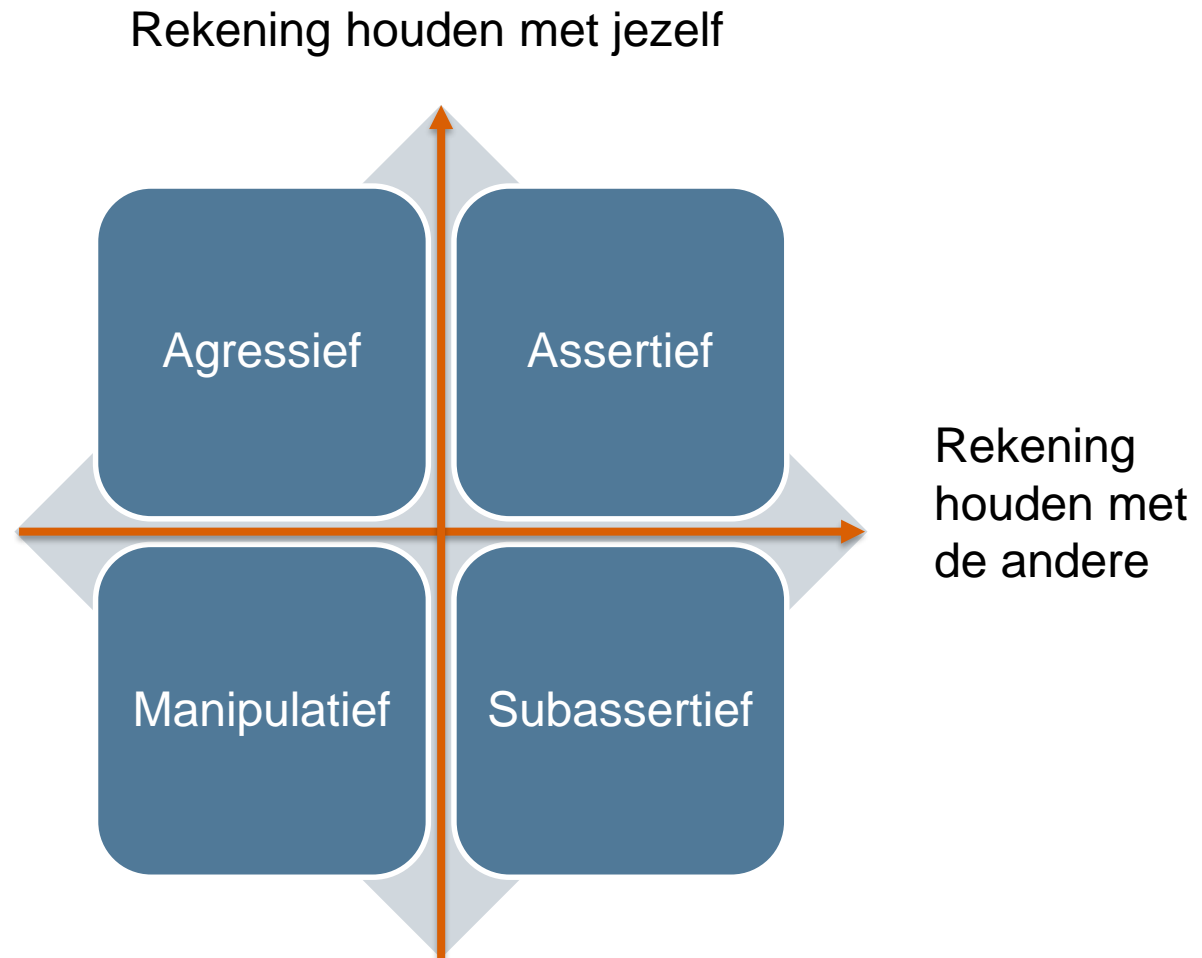 Rekening houden met jezelf
Agressief
Assertief
Rekening
houden met
de andere
Manipulatief
Subassertief